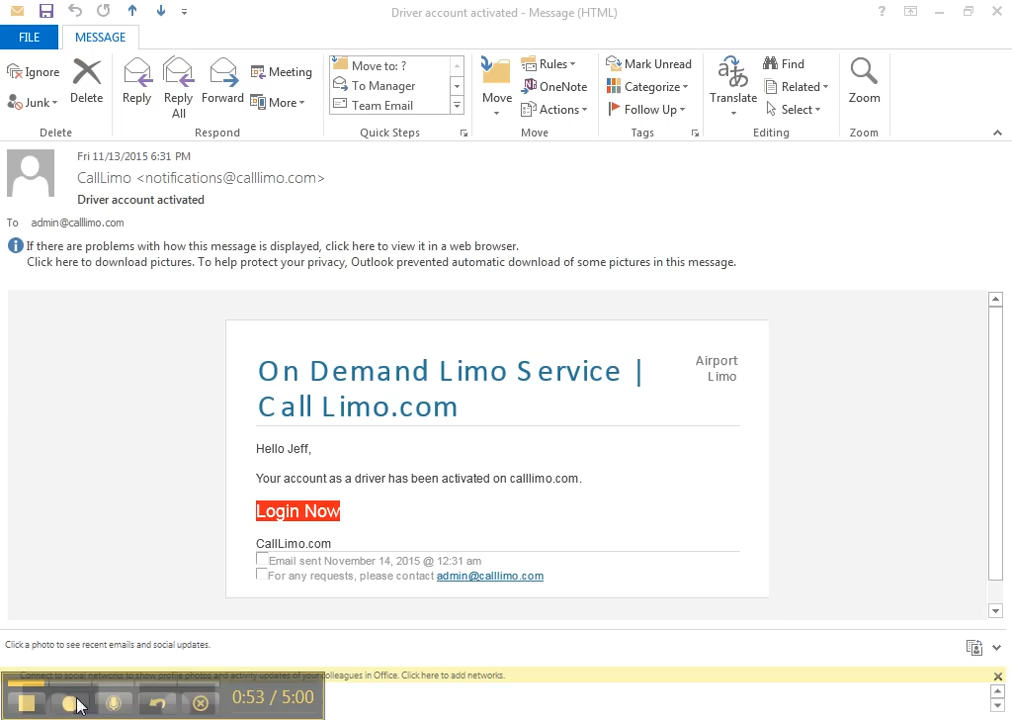 Driver account activated - Message (HTML)
?
FILE
MESSAGE
Ignore
Junk
Delete
Delete
Reply
Reply All
Forward
Meeting
More
Respond
Move to: ?
To Manager
Team Email
Quick Steps
Move
Rules
OneNote
Actions
Move
Mark Unread
Categorize
Follow Up
Tags
Translate
Find
Related
Select
Editing
Zoom
Zoom
Fri 11/13/2015 6:31 PM
CallLimo <notifications@calllimo.com>
Driver account activated
To admin@calllimo.com
If there are problems with how this message is displayed, click here to view it in a web browser.
Click here to download pictures. To help protect your privacy, Outlook prevented automatic download of some pictures in this message.
On Demand Limo Service |
Call Limo.com
Airport
Limo
Hello Jeff,
Your account as a driver has been activated on calllimo.com.
Login Now
CallLimo.com
Email sent November 14, 2015 @ 12:31 am
For any requests, please contact admin@calllimo.com
Click a photo to see recent emails and social updates.
Connect to social networks to show profile photos and activity updates of your colleagues in Office. Click here to add networks.
0:53 / 5:00